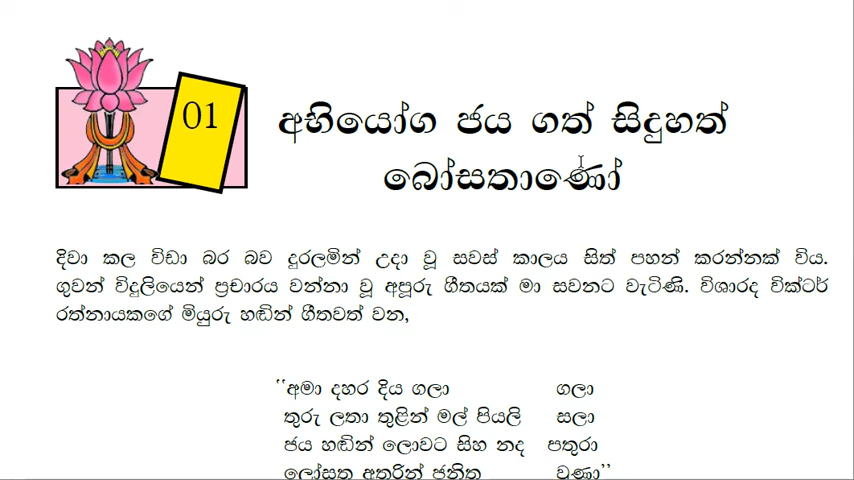 01
අභියෝග ජය ගත් සිදුහත්
බෝසතාණෝ
දිවා කල විඩා බර බව දුරලමින් උදා වූ සවස් කාලය සිත් පහන් කරන්නක් විය.
ගුවන් විදුලියෙන් ප්‍රචාරය වන්නා වූ අපූරු ගීතයක් මා සවනට වැටිණි. විශාරද වික්ටර්
රත්නායකගේ මියුරු හඬින් ගීතවත් වන,
“අමා දහර දිය ගලා ගලා
තුරු ලතා තුළින් මල් පියලි සලා
ජය හඬින් ලොවට සිහ නද පතුරා
ලෝසත අතරින් ජනිත වුණා”